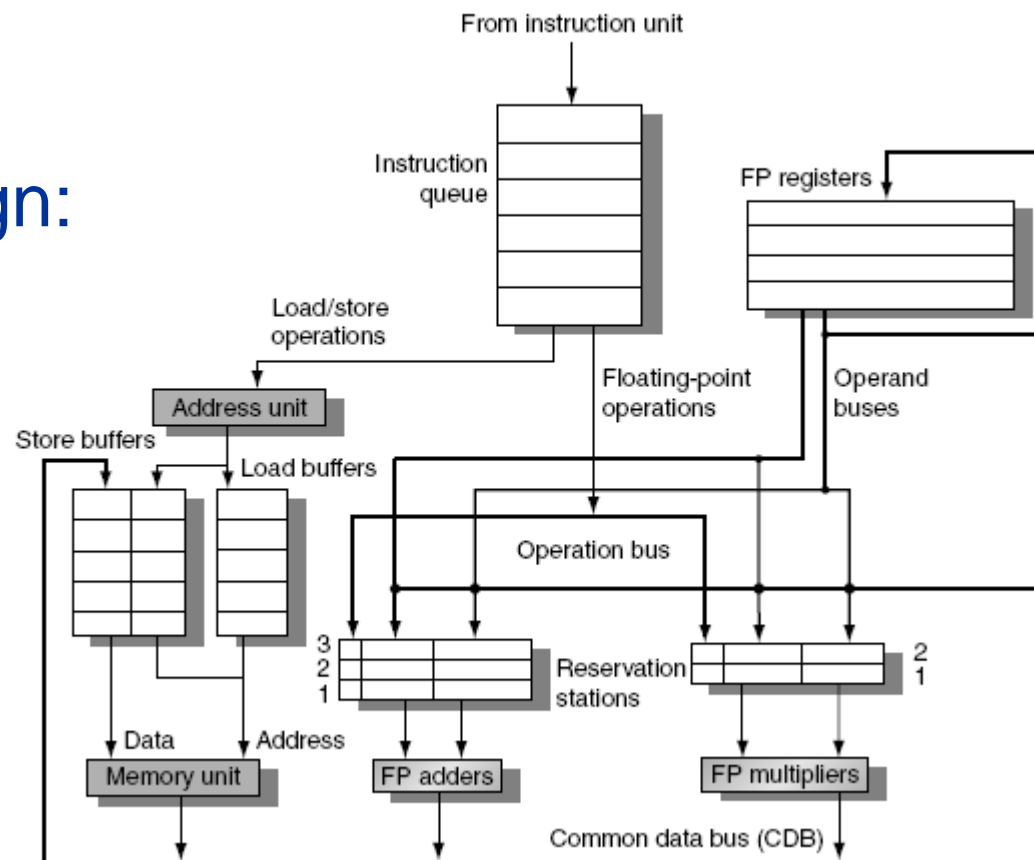 From instruction unit
gn:
Instruction
queue
FP registers
Load/store
operations
Floating-point
operations
Operand
buses
Address unit
Store buffers
Load buffers
Operation bus
3
2
1
Reservation
stations
2
1
Data
Address
Memory unit
FP adders
FP multipliers
Common data bus (CDB)